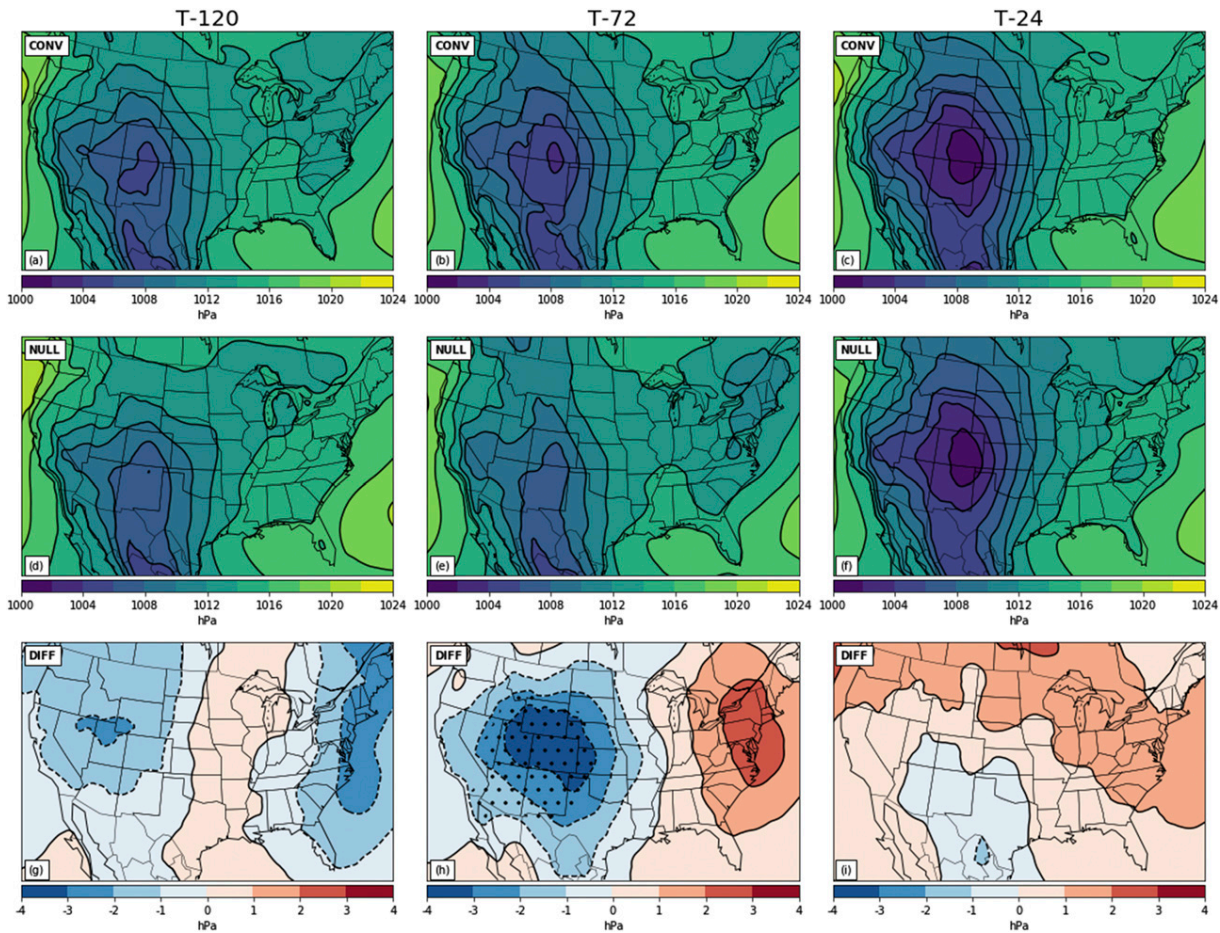 T-120 T-72 T-24
CONV CONV CONV
(a) (b) (c)
1000 1004 1008 1012 1016 1020 1024 1000 1004 1008 1012 1016 1020 1024 1000 1004 1008 1012 1016 1020 1024
hPa hPa hPa
NULL NULL NULL
(d) (e) (f)
1000 1004 1008 1012 1016 1020 1024 1000 1004 1008 1012 1016 1020 1024 1000 1004 1008 1012 1016 1020 1024
hPa hPa hPa
DIFF DIFF DIFF
(g) (h) (i)
-4 -3 -2 -1 0 1 2 3 4 -4 -3 -2 -1 0 1 2 3 4 -4 -3 -2 -1 0 1 2 3 4
hPa hPa hPa